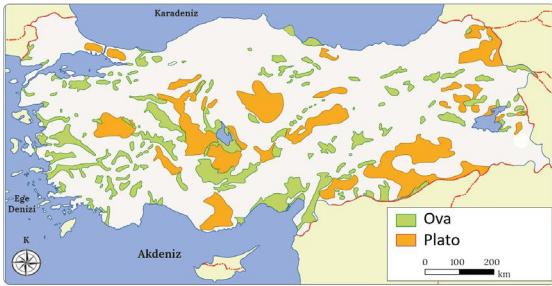 Karadeniz
Ege
Denizi
K
Akdeniz
Ova
Plato
0 100 200
km